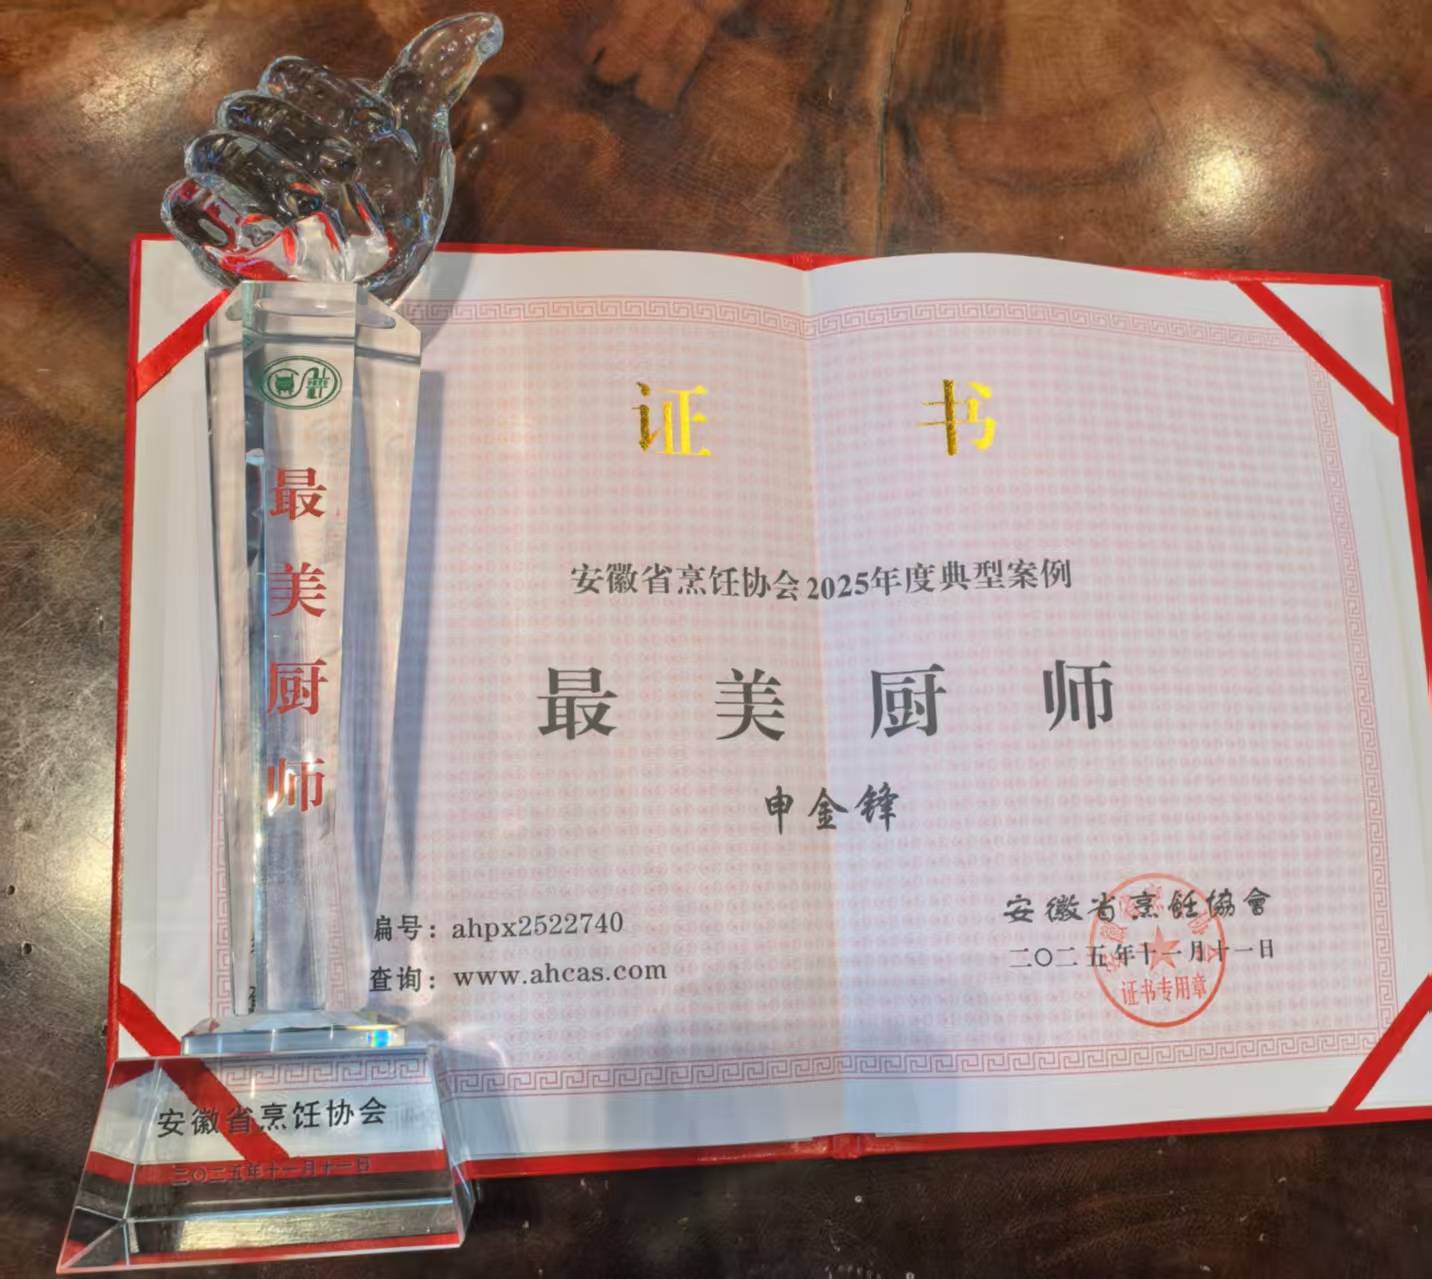 最
美
厨
师
安徽省烹饪协会
二〇二五年十一月十一日
证书
安徽省烹饪协会2025年度典型案例
最美厨师
申金锋
编号：ahpx2522740
查询：www.ahcas.com
安徽省烹飪協會
二〇二五年十一月十一日
证书专用章